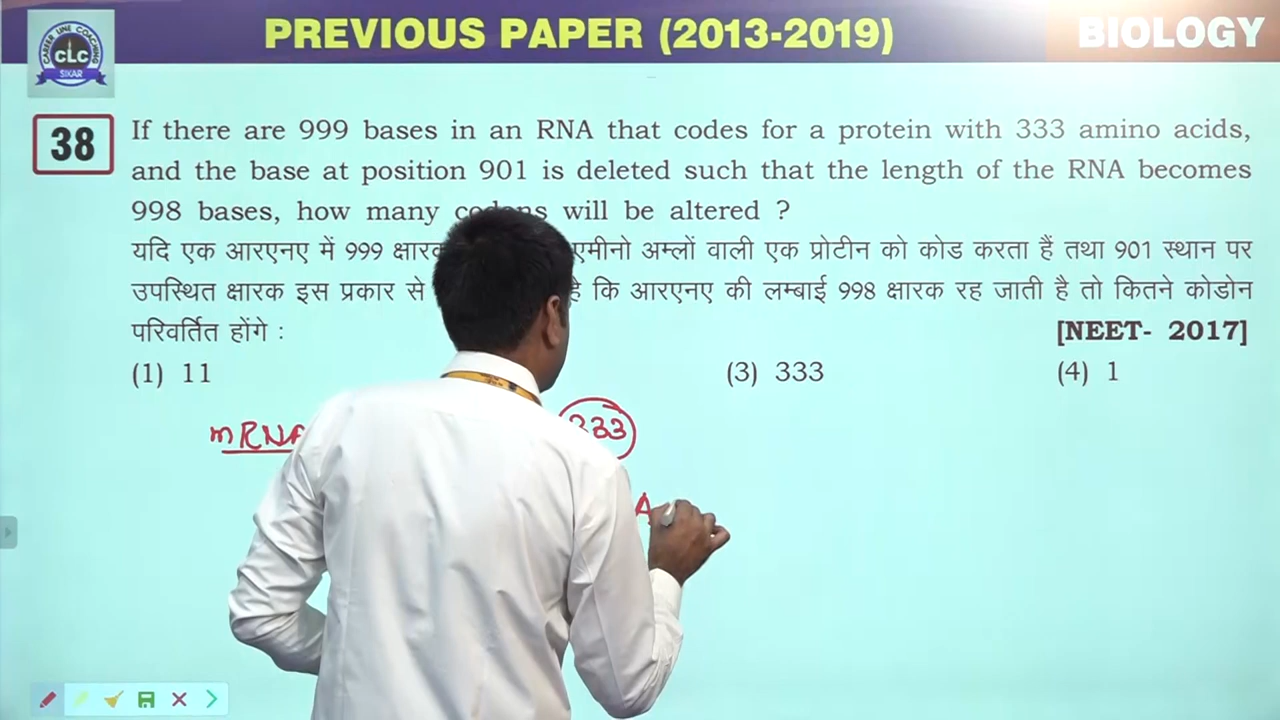 PREVIOUS PAPER (2013-2019)
BIOLOGY
CAREER LINE COACHING
CLC
SIKAR
38
If there are 999 bases in an RNA that codes for a protein with 333 amino acids,
and the base at position 901 is deleted such that the length of the RNA becomes
998 bases, how many codons will be altered ?
यदि एक आरएनए में 999 क्षारक एमीनो अम्लों वाली एक प्रोटीन को कोड करता हैं तथा 901 स्थान पर
उपस्थित क्षारक इस प्रकार से है कि आरएनए की लम्बाई 998 क्षारक रह जाती है तो कितने कोडोन
परिवर्तित होंगे :
[NEET- 2017]
(1) 11
(3) 333
(4) 1
mRNA
333
A